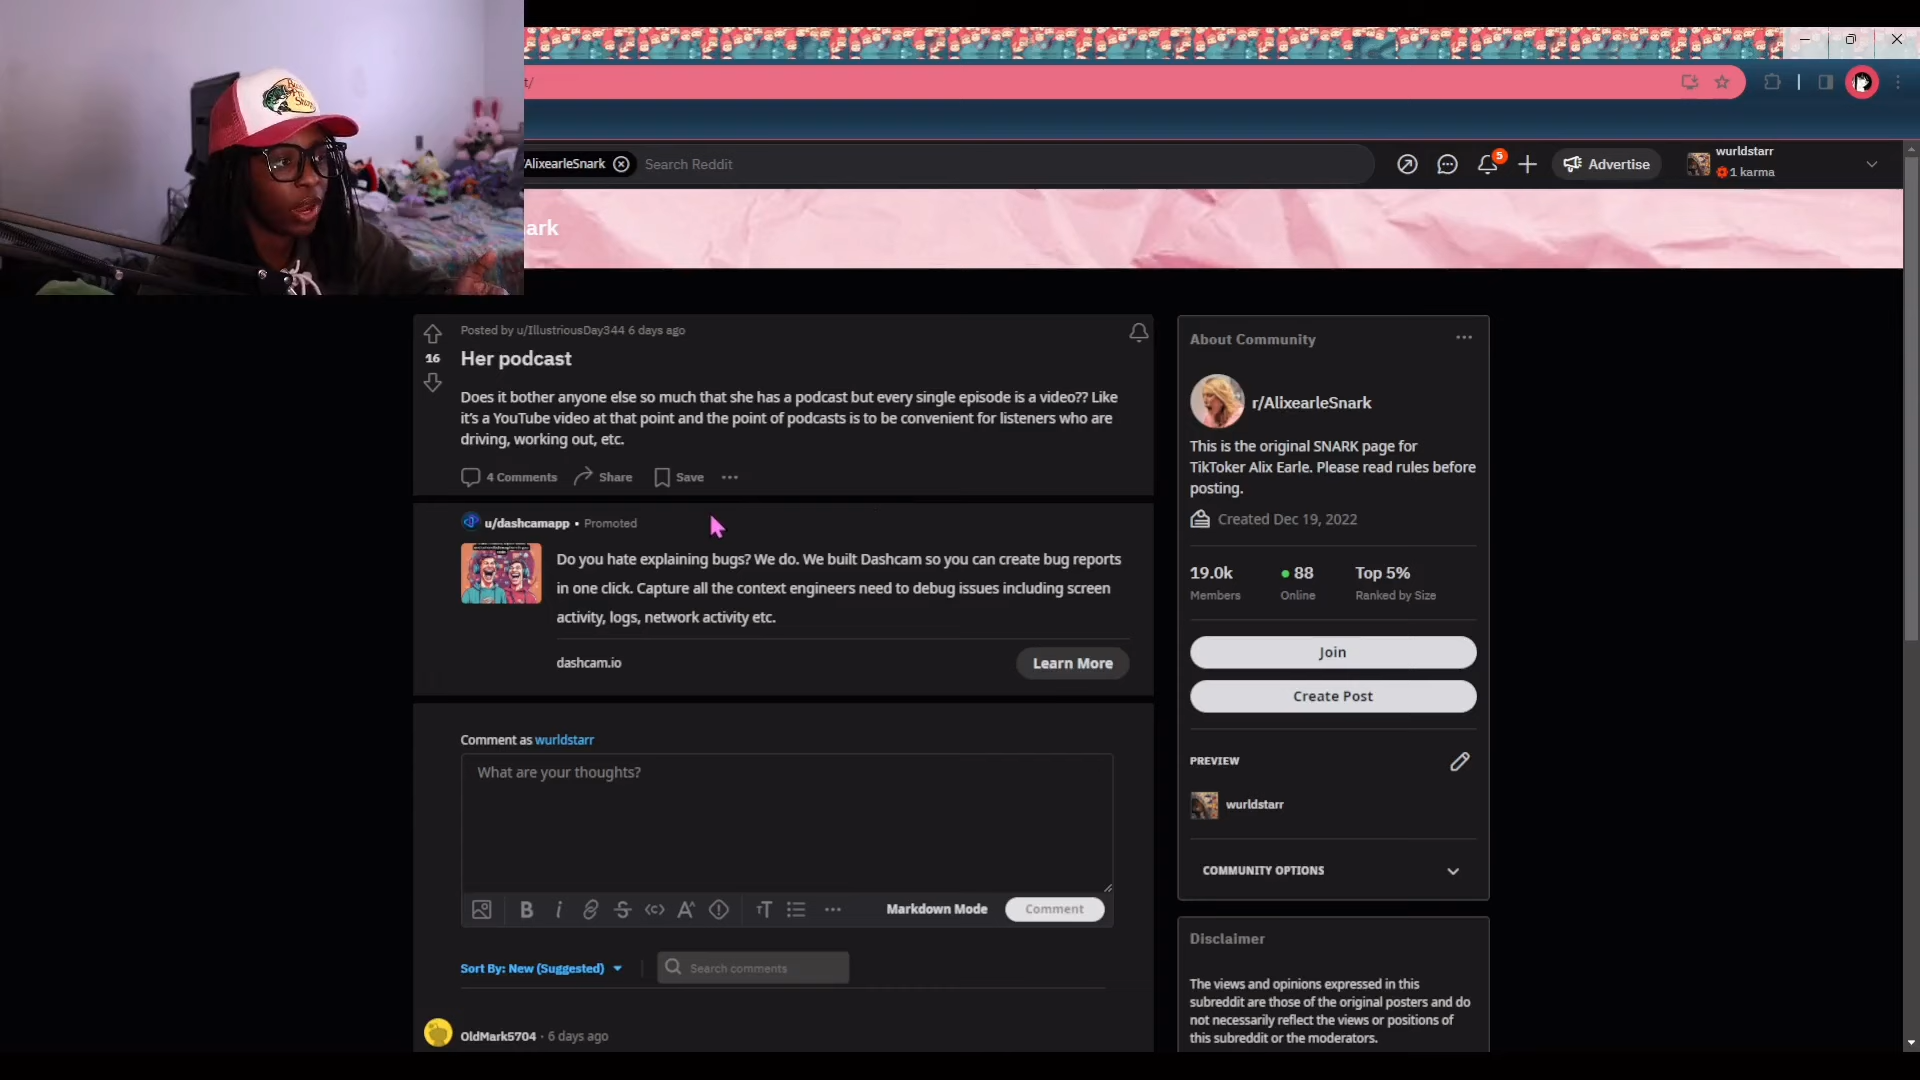 t/
/AlixearleSnark
Search Reddit
5
Advertise
wurldstarr
1 karma
ark
Posted by u/IllustriousDay344 6 days ago
16
Her podcast
Does it bother anyone else so much that she has a podcast but every single episode is a video?? Like
it's a YouTube video at that point and the point of podcasts is to be convenient for listeners who are
driving, working out, etc.
4 Comments
Share
Save
u/dashcamapp • Promoted
Do you hate explaining bugs? We do. We built Dashcam so you can create bug reports
in one click. Capture all the context engineers need to debug issues including screen
activity, logs, network activity etc.
dashcam.io
Learn More
Comment as wurldstarr
What are your thoughts?
Markdown Mode
Comment
Sort By: New (Suggested)
Search comments
OldMark5704 · 6 days ago
About Community
r/AlixearleSnark
This is the original SNARK page for
TikToker Alix Earle. Please read rules before
posting.
Created Dec 19, 2022
19.0k
88
Top 5%
Members
Online
Ranked by Size
Join
Create Post
PREVIEW
wurldstarr
COMMUNITY OPTIONS
Disclaimer
The views and opinions expressed in this
subreddit are those of the original posters and do
not necessarily reflect the views or positions of
this subreddit or the moderators.